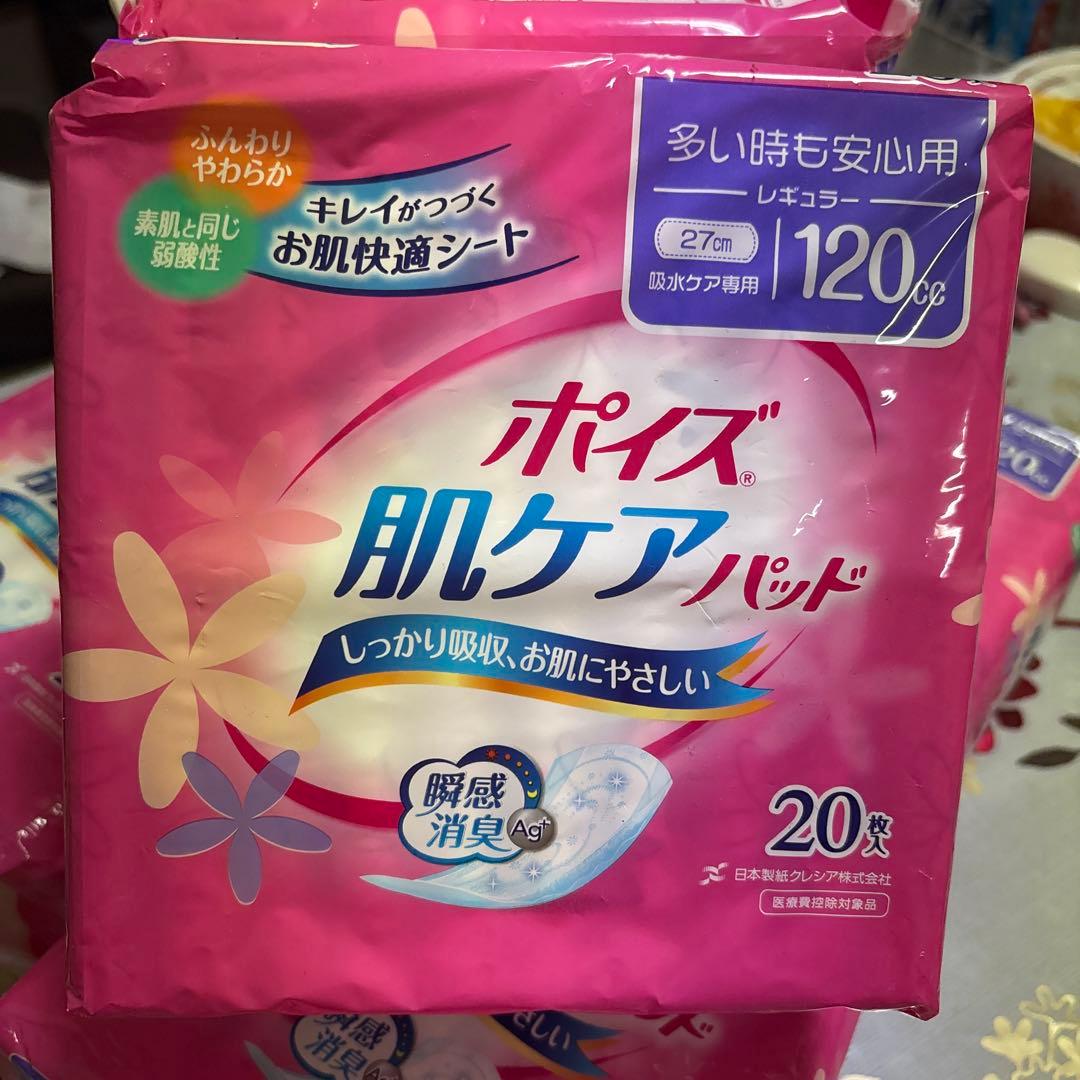 ふんわり
やわらか
素肌と同じ
弱酸性
キレイがつづく
お肌快適シート
多い時も安心用
レギュラー
27cm
吸水ケア専用
120cc
ポイズ®
肌ケアパッド
しっかり吸収、お肌にやさしい
瞬感
消臭
Ag+
20枚入
日本製紙クレシア株式会社
医療費控除対象品
瞬感
消臭